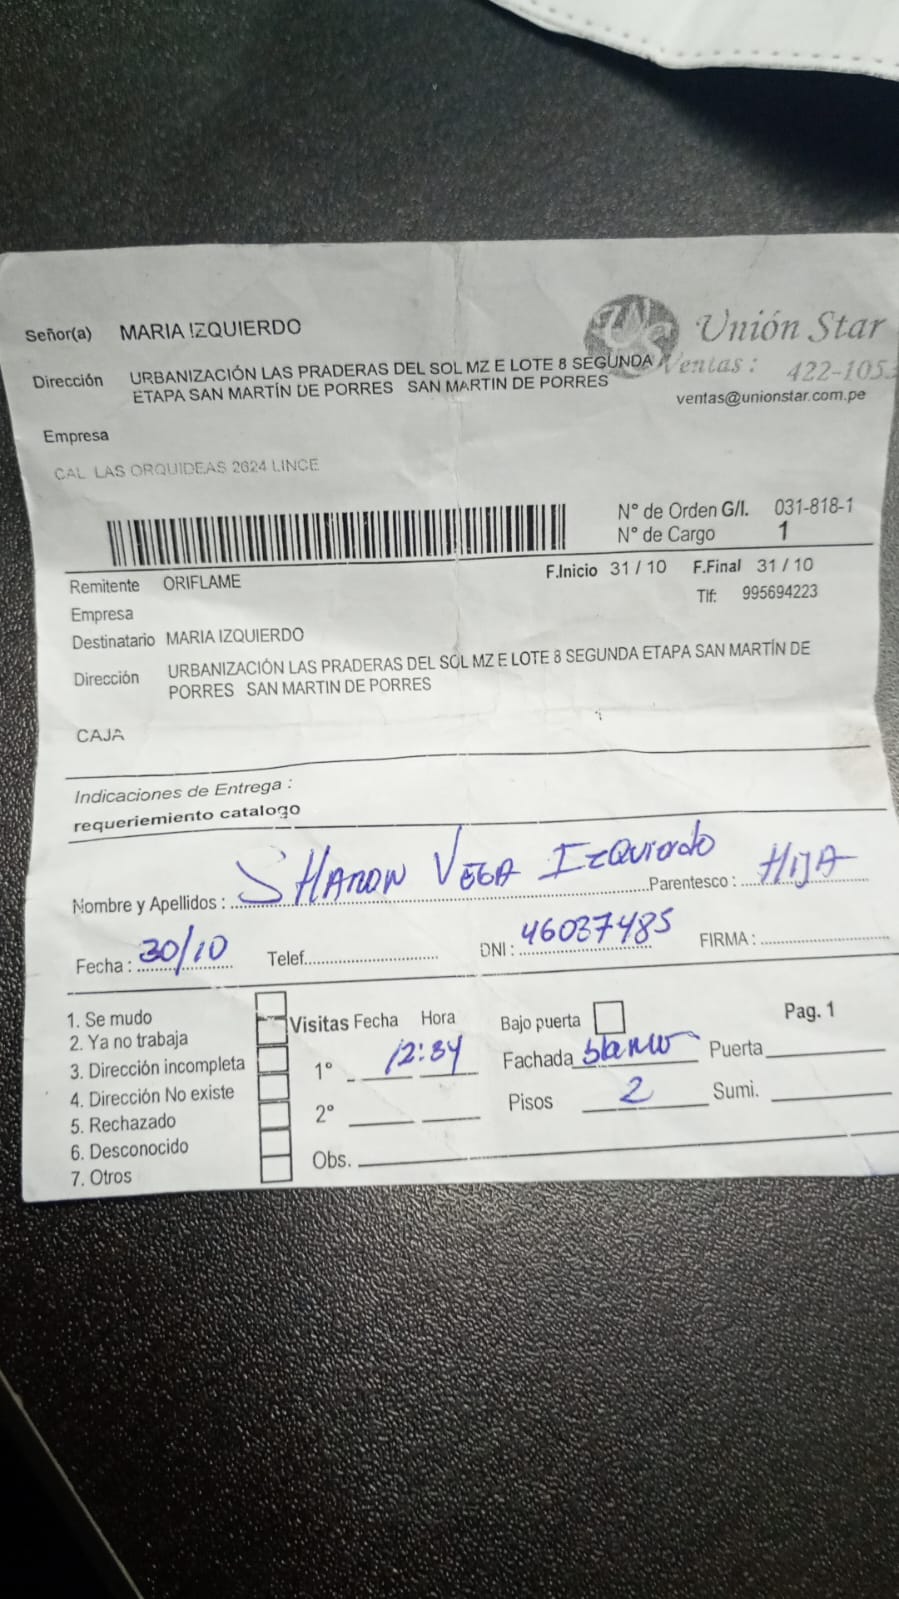 Señor(a) MARIA IZQUIERDO
US Unión Star
Dirección URBANIZACIÓN LAS PRADERAS DEL SOL MZ E LOTE 8 SEGUNDA
ETAPA SAN MARTÍN DE PORRES SAN MARTIN DE PORRES
Ventas: 422-1053
ventas@unionstar.com.pe
Empresa
CAL LAS ORQUIDEAS 2624 LINCE
N° de Orden G/I. 031-818-1
N° de Cargo 1
Remitente ORIFLAME
F.Inicio 31 / 10 F.Final 31 / 10
Empresa
Tlf: 995694223
Destinatario MARIA IZQUIERDO
Dirección URBANIZACIÓN LAS PRADERAS DEL SOL MZ E LOTE 8 SEGUNDA ETAPA SAN MARTÍN DE
PORRES SAN MARTIN DE PORRES
CAJA
Indicaciones de Entrega :
requeriemiento catalogo
Nombre y Apellidos : SHARON VEGA IZQUIERDO Parentesco : HIJA
Fecha : 30/10 Telef. DNI : 46037485 FIRMA :
1. Se mudo
2. Ya no trabaja
3. Dirección incompleta
4. Dirección No existe
5. Rechazado
6. Desconocido
7. Otros
Visitas Fecha Hora
1° 12:34
2°
Obs.
Bajo puerta Pag. 1
Fachada blanco Puerta
Pisos 2 Sumi.